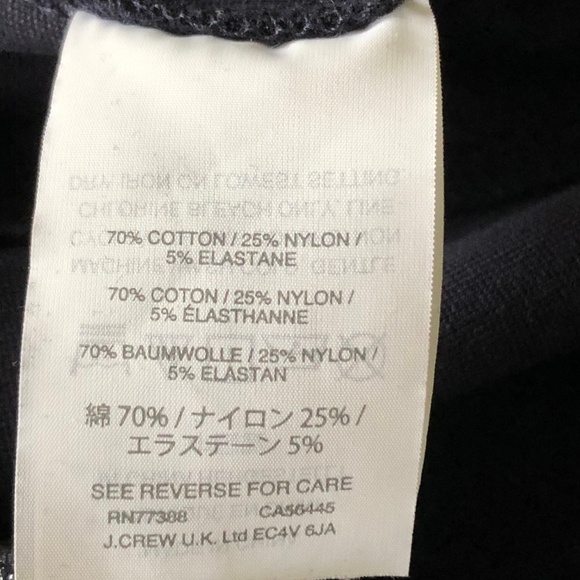 70% COTTON / 25% NYLON /
5% ELASTANE
70% COTON / 25% NYLON /
5% ÉLASTHANNE
70% BAUMWOLLE / 25% NYLON /
5% ELASTAN
綿 70% / ナイロン 25% /
エラステーン 5%
SEE REVERSE FOR CARE
RN77388 CA56445
J.CREW U.K. Ltd EC4V 6JA